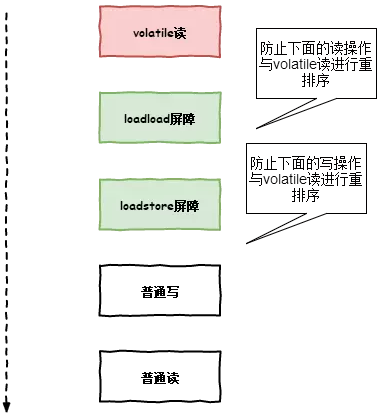 volatile读
防止下面的读操作
与volatile读进行重
排序
loadload屏障
防止下面的写操作
与volatile读进行重
排序
loadstore屏障
普通写
普通读